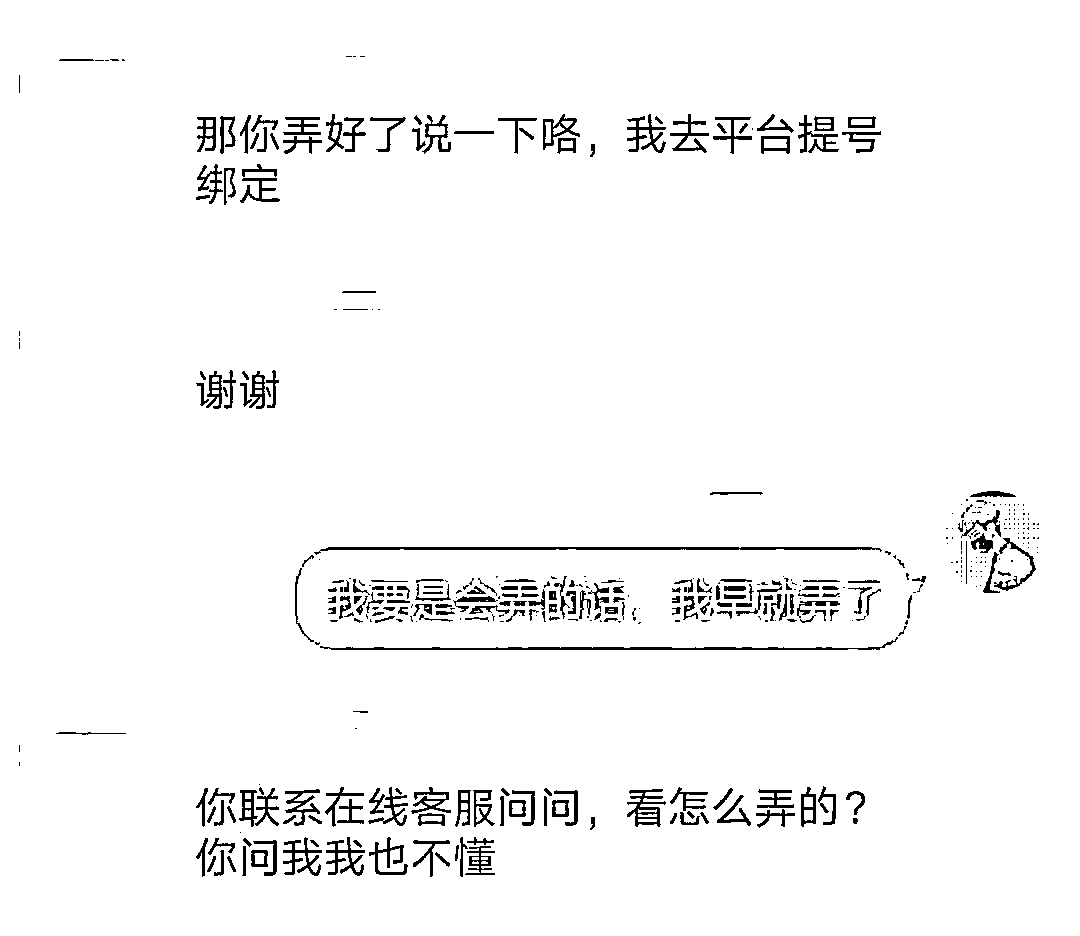 那你弄好了说一下咯，我去平台提号
绑定
谢谢
我要是会弄的话，我早就弄了
你联系在线客服问问，看怎么弄的？
你问我我也不懂